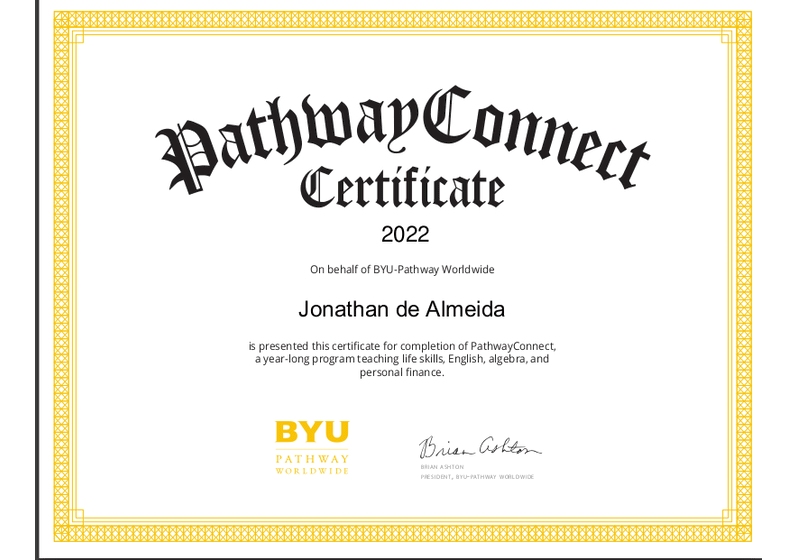 PathwayConnect
Certificate
2022
On behalf of BYU-Pathway Worldwide
Jonathan de Almeida
is presented this certificate for completion of PathwayConnect,
a year-long program teaching life skills, English, algebra, and
personal finance.
BYU
PATHWAY
WORLDWIDE
Brian Ashton
BRIAN ASHTON
PRESIDENT, BYU-PATHWAY WORLDWIDE